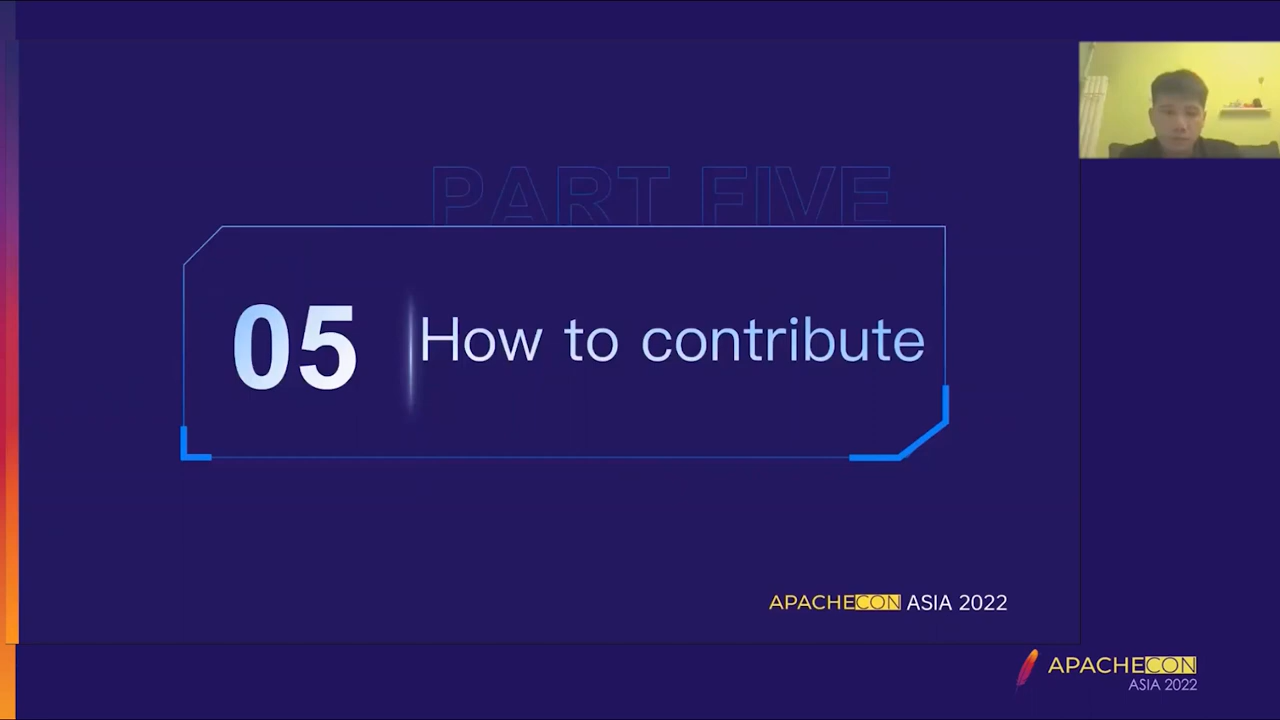 PART FIVE
05
How to contribute
APACHECON ASIA 2022
APACHECON
ASIA 2022